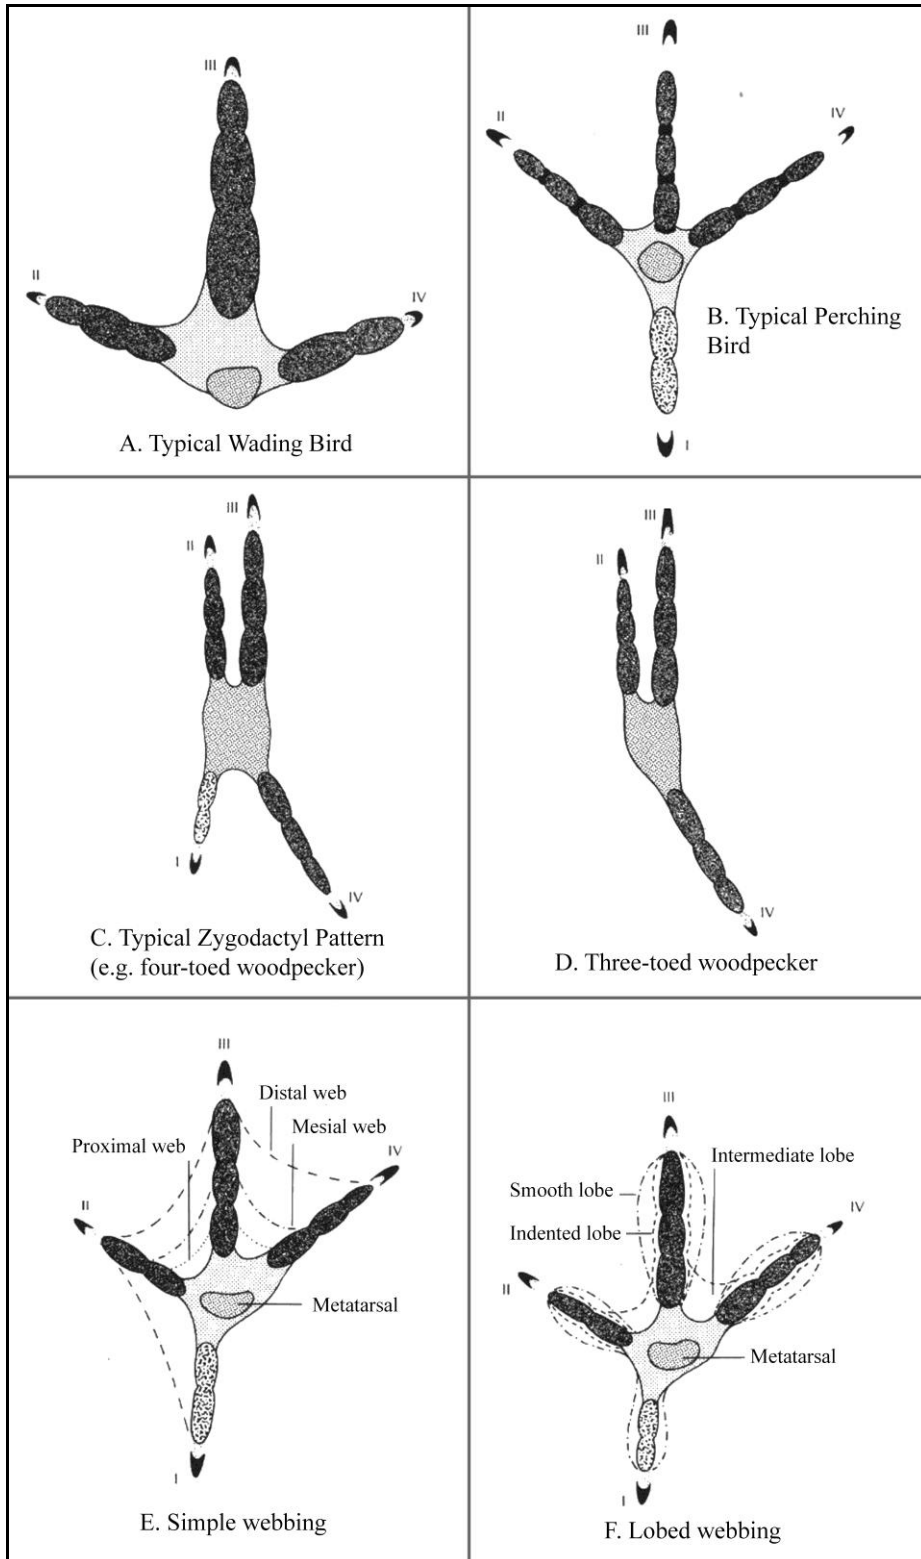 III
II
IV
A. Typical Wading Bird
III
II
IV
B. Typical Perching
Bird
I
III
II
I
IV
C. Typical Zygodactyl Pattern
(e.g. four-toed woodpecker)
III
II
IV
D. Three-toed woodpecker
III
Distal web
Mesial web
Proximal web
IV
II
Metatarsal
I
E. Simple webbing
III
Intermediate lobe
Smooth lobe
IV
Indented lobe
II
Metatarsal
I
F. Lobed webbing